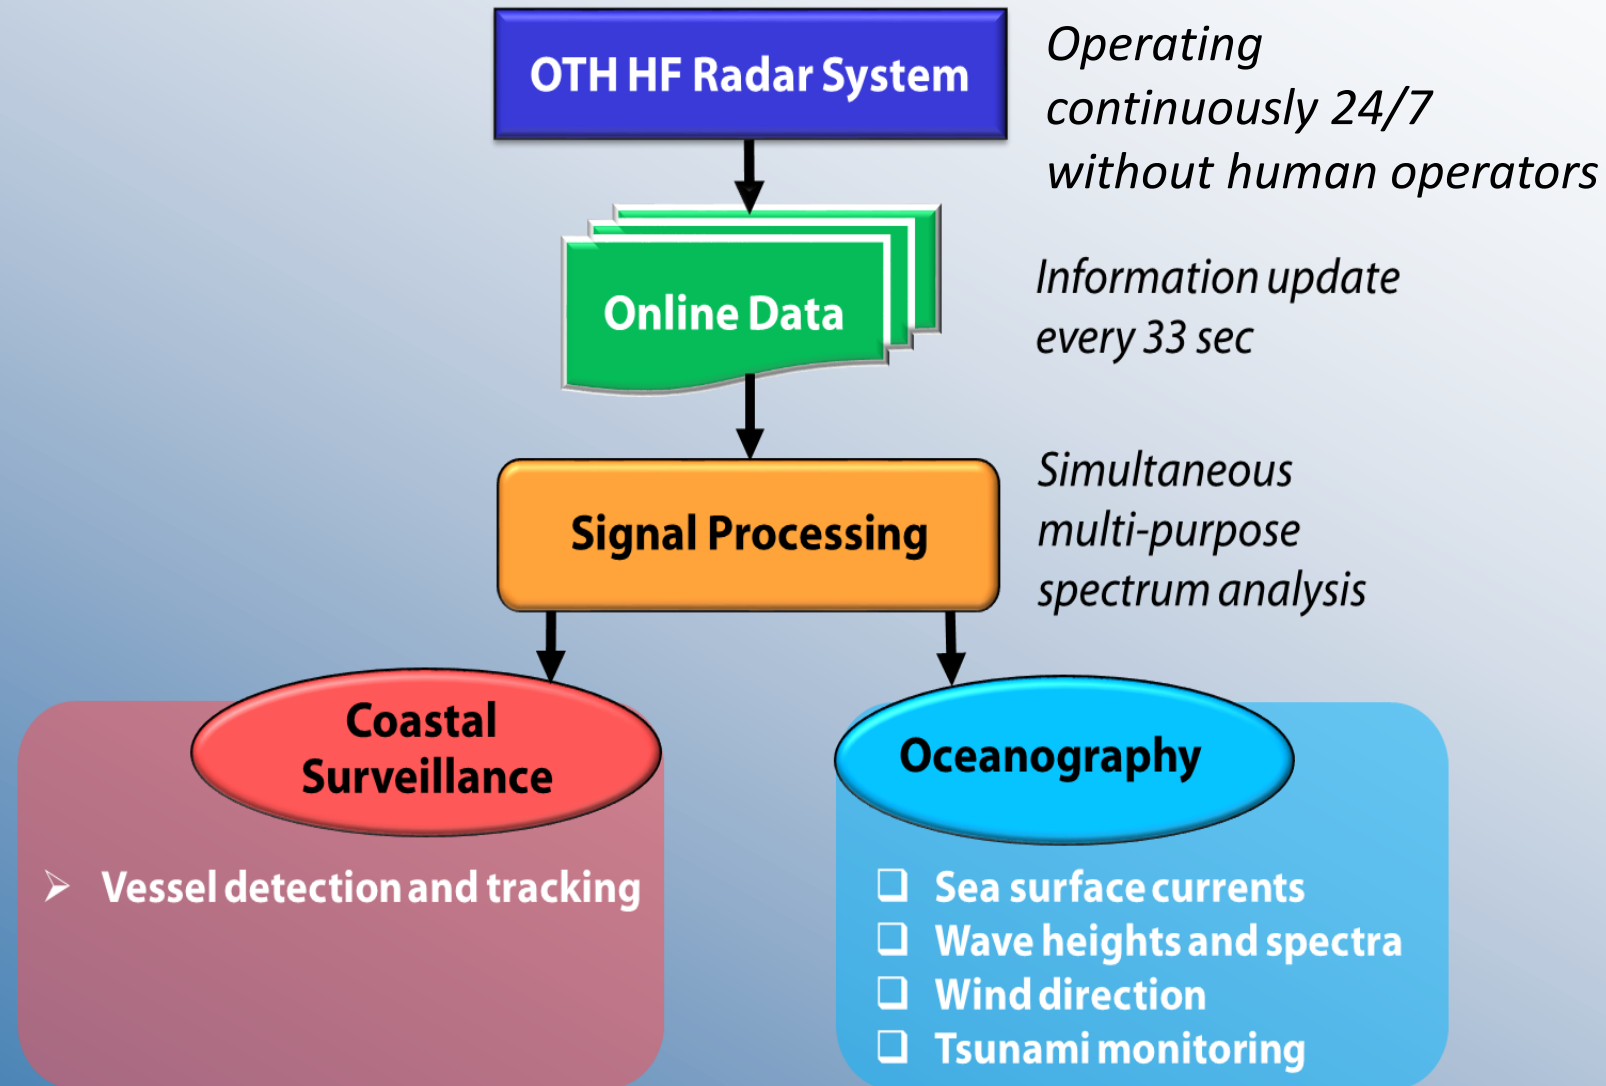 OTH HF Radar System
Operating
continuously 24/7
without human operators
Online Data
Information update
every 33 sec
Signal Processing
Simultaneous
multi-purpose
spectrum analysis
Coastal
Surveillance
➢ Vessel detection and tracking
Oceanography
❑ Sea surface currents
❑ Wave heights and spectra
❑ Wind direction
❑ Tsunami monitoring